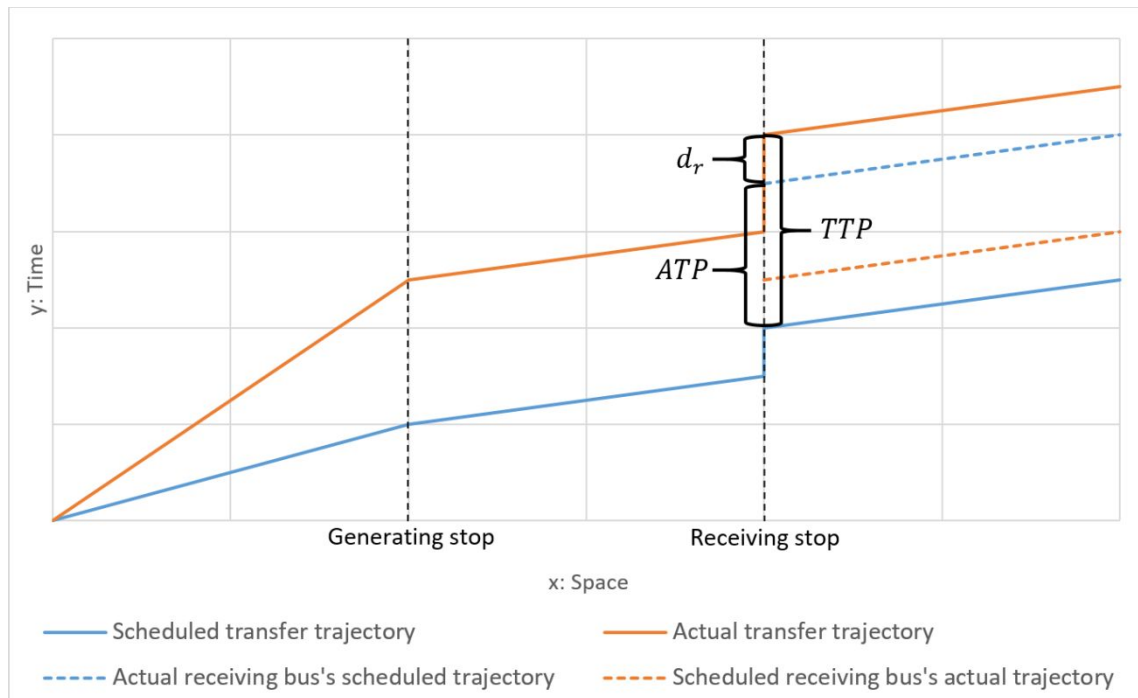 d_r
TTP
ATP
y: Time
Generating stop
Receiving stop
x: Space
Scheduled transfer trajectory
Actual transfer trajectory
Actual receiving bus's scheduled trajectory
Scheduled receiving bus's actual trajectory